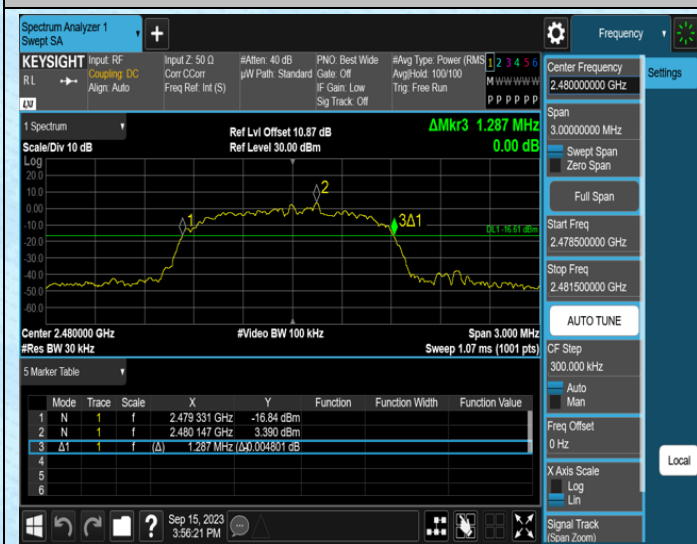 Spectrum Analyzer 1
Swept SA
Frequency
KEYSIGHT
RL
LXI
Input: RF
Coupling: DC
Align: Auto
Input Z: 50 Ω
Corr CCorr
Freq Ref: Int (S)
#Atten: 40 dB
µW Path: Standard
PNO: Best Wide
Gate: Off
IF Gain: Low
Sig Track: Off
#Avg Type: Power (RMS
Avg|Hold: 100/100
Trig: Free Run
1 2 3 4 5 6
M W W W W W
P P P P P P
1 Spectrum
Scale/Div 10 dB
Ref Lvl Offset 10.87 dB
Ref Level 30.00 dBm
ΔMkr3 1.287 MHz
0.00 dB
Log
20.0
10.0
0.00
-10.0
-20.0
-30.0
-40.0
-50.0
-60.0
1
2
3Δ1
DL1 -16.61 dBm
Center 2.480000 GHz
#Res BW 30 kHz
#Video BW 100 kHz
Span 3.000 MHz
Sweep 1.07 ms (1001 pts)
5 Marker Table
Mode Trace Scale X Y Function Function Width Function Value
1 N 1 f 2.479 331 GHz -16.84 dBm
2 N 1 f 2.480 147 GHz 3.390 dBm
3 Δ1 1 f (Δ) 1.287 MHz (Δ) -0.004801 dB
4
5
6
Sep 15, 2023
3:56:21 PM
Center Frequency
2.480000000 GHz
Span
3.00000000 MHz
Swept Span
Zero Span
Full Span
Start Freq
2.478500000 GHz
Stop Freq
2.481500000 GHz
AUTO TUNE
CF Step
300.000 kHz
Auto
Man
Freq Offset
0 Hz
X Axis Scale
Log
Lin
Signal Track
(Span Zoom)
Settings
Local